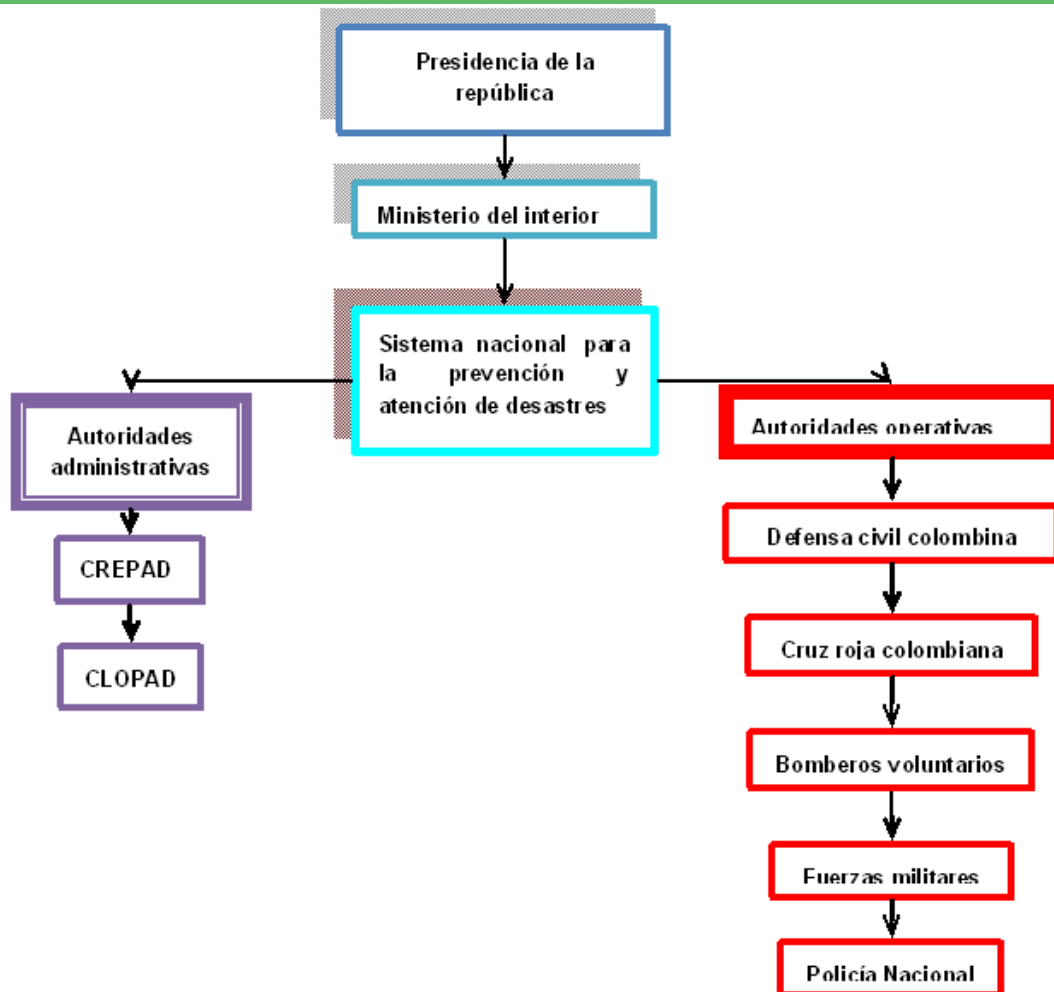 Presidencia de la
república
Ministerio del interior
Sistema nacional para
la prevención y
atención de desastres
Autoridades
administrativas
CREPAD
CLOPAD
Autoridades operativas
Defensa civil colombina
Cruz roja colombiana
Bomberos voluntarios
Fuerzas militares
Policía Nacional